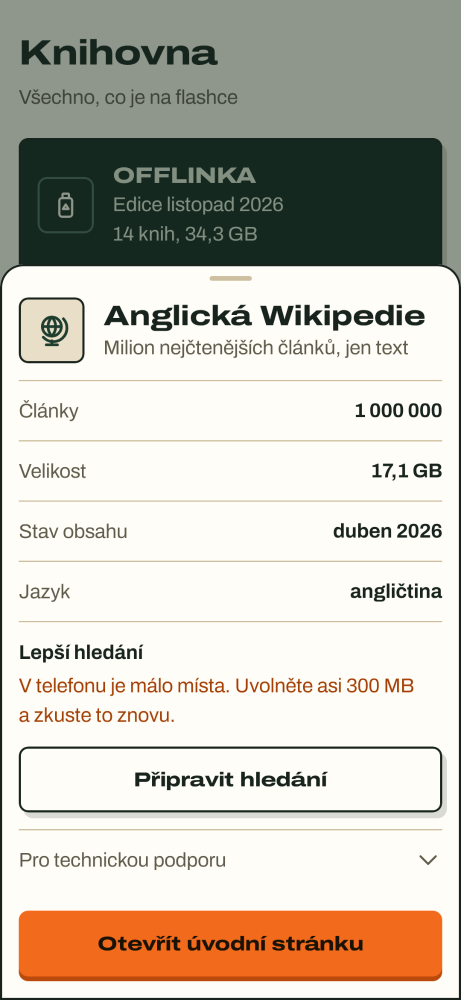 Knihovna
Všechno, co je na flashce
OFFLINKA
Edice listopad 2026
14 knih, 34,3 GB
Anglická Wikipedie
Milion nejčtenějších článků, jen text
Články
1 000 000
Velikost
17,1 GB
Stav obsahu
duben 2026
Jazyk
angličtina
Lepší hledání
V telefonu je málo místa. Uvolněte asi 300 MB
a zkuste to znovu.
Připravit hledání
Pro technickou podporu
Otevřít úvodní stránku